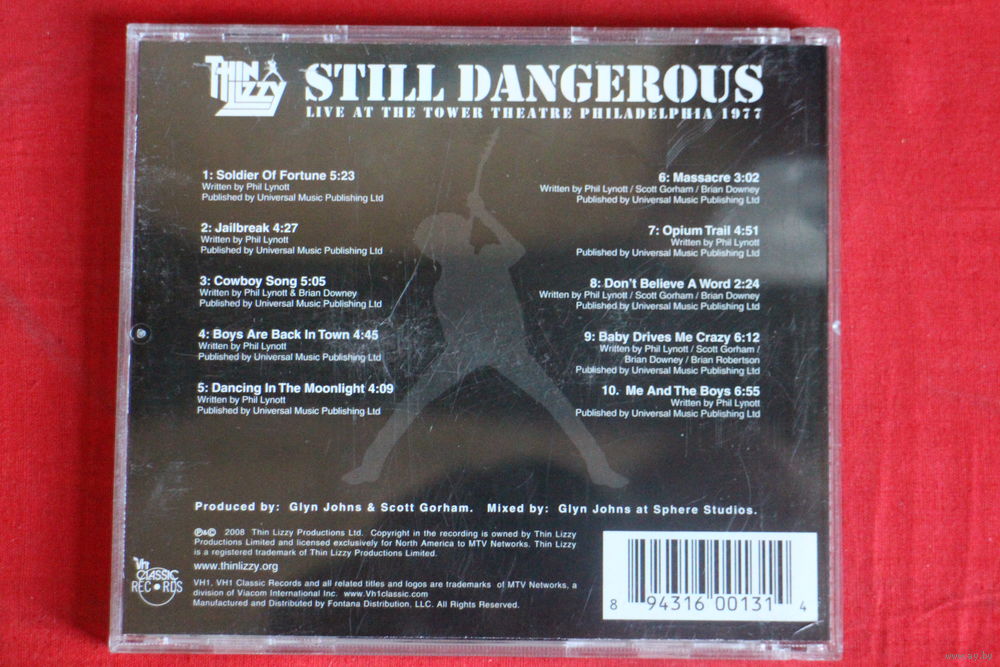 THIN LIZZY
STILL DANGEROUS
LIVE AT THE TOWER THEATRE PHILADELPHIA 1977
1: Soldier Of Fortune 5:23
Written by Phil Lynott
Published by Universal Music Publishing Ltd
2: Jailbreak 4:27
Written by Phil Lynott
Published by Universal Music Publishing Ltd
3: Cowboy Song 5:05
Written by Phil Lynott & Brian Downey
Published by Universal Music Publishing Ltd
4: Boys Are Back In Town 4:45
Written by Phil Lynott
Published by Universal Music Publishing Ltd
5: Dancing In The Moonlight 4:09
Written by Phil Lynott
Published by Universal Music Publishing Ltd
6: Massacre 3:02
Written by Phil Lynott / Scott Gorham / Brian Downey
Published by Universal Music Publishing Ltd
7: Opium Trail 4:51
Written by Phil Lynott
Published by Universal Music Publishing Ltd
8: Don't Believe A Word 2:24
Written by Phil Lynott / Scott Gorham / Brian Downey
Published by Universal Music Publishing Ltd
9: Baby Drives Me Crazy 6:12
Written by Phil Lynott / Scott Gorham /
Brian Downey / Brian Robertson
Published by Universal Music Publishing Ltd
10. Me And The Boys 6:55
Written by Phil Lynott
Published by Universal Music Publishing Ltd
Produced by: Glyn Johns & Scott Gorham. Mixed by: Glyn Johns at Sphere Studios.
℗&© 2008 Thin Lizzy Productions Ltd. Copyright in the recording is owned by Thin Lizzy
Productions Limited and licensed exclusively for North America to MTV Networks. Thin Lizzy
is a registered trademark of Thin Lizzy Productions Limited.
www.thinlizzy.org
VH1, VH1 Classic Records and all related titles and logos are trademarks of MTV Networks, a
division of Viacom International Inc. www.Vh1classic.com
Manufactured and Distributed by Fontana Distribution, LLC. All Rights Reserved.
VH1
CLASSIC
RECORDS
8 94316 00131 4
www.ay.by